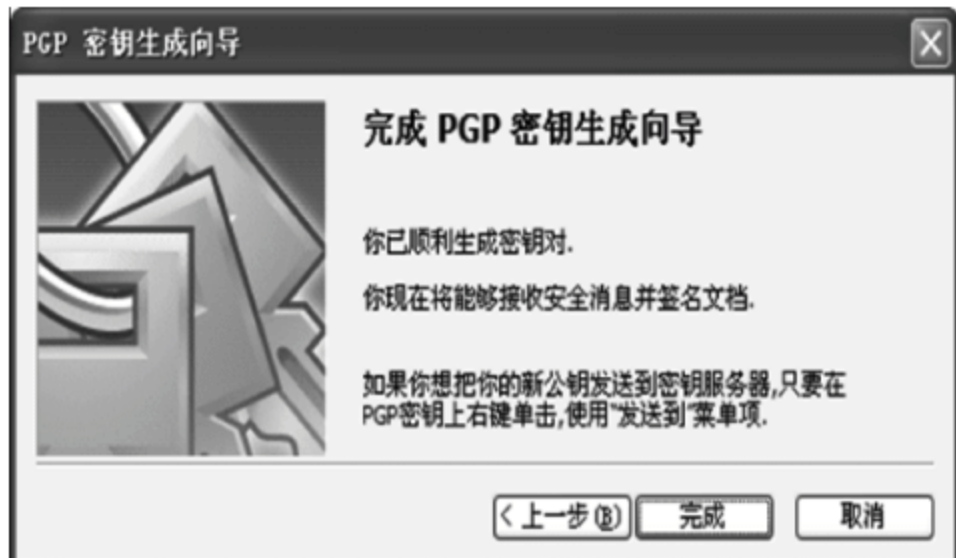 PGP 密钥生成向导
完成 PGP 密钥生成向导
你已顺利生成密钥对.
你现在将能够接收安全消息并签名文档.
如果你想把你的新公钥发送到密钥服务器,只要在
PGP密钥上右键单击,使用"发送到"菜单项.
< 上一步(B)
完成
取消